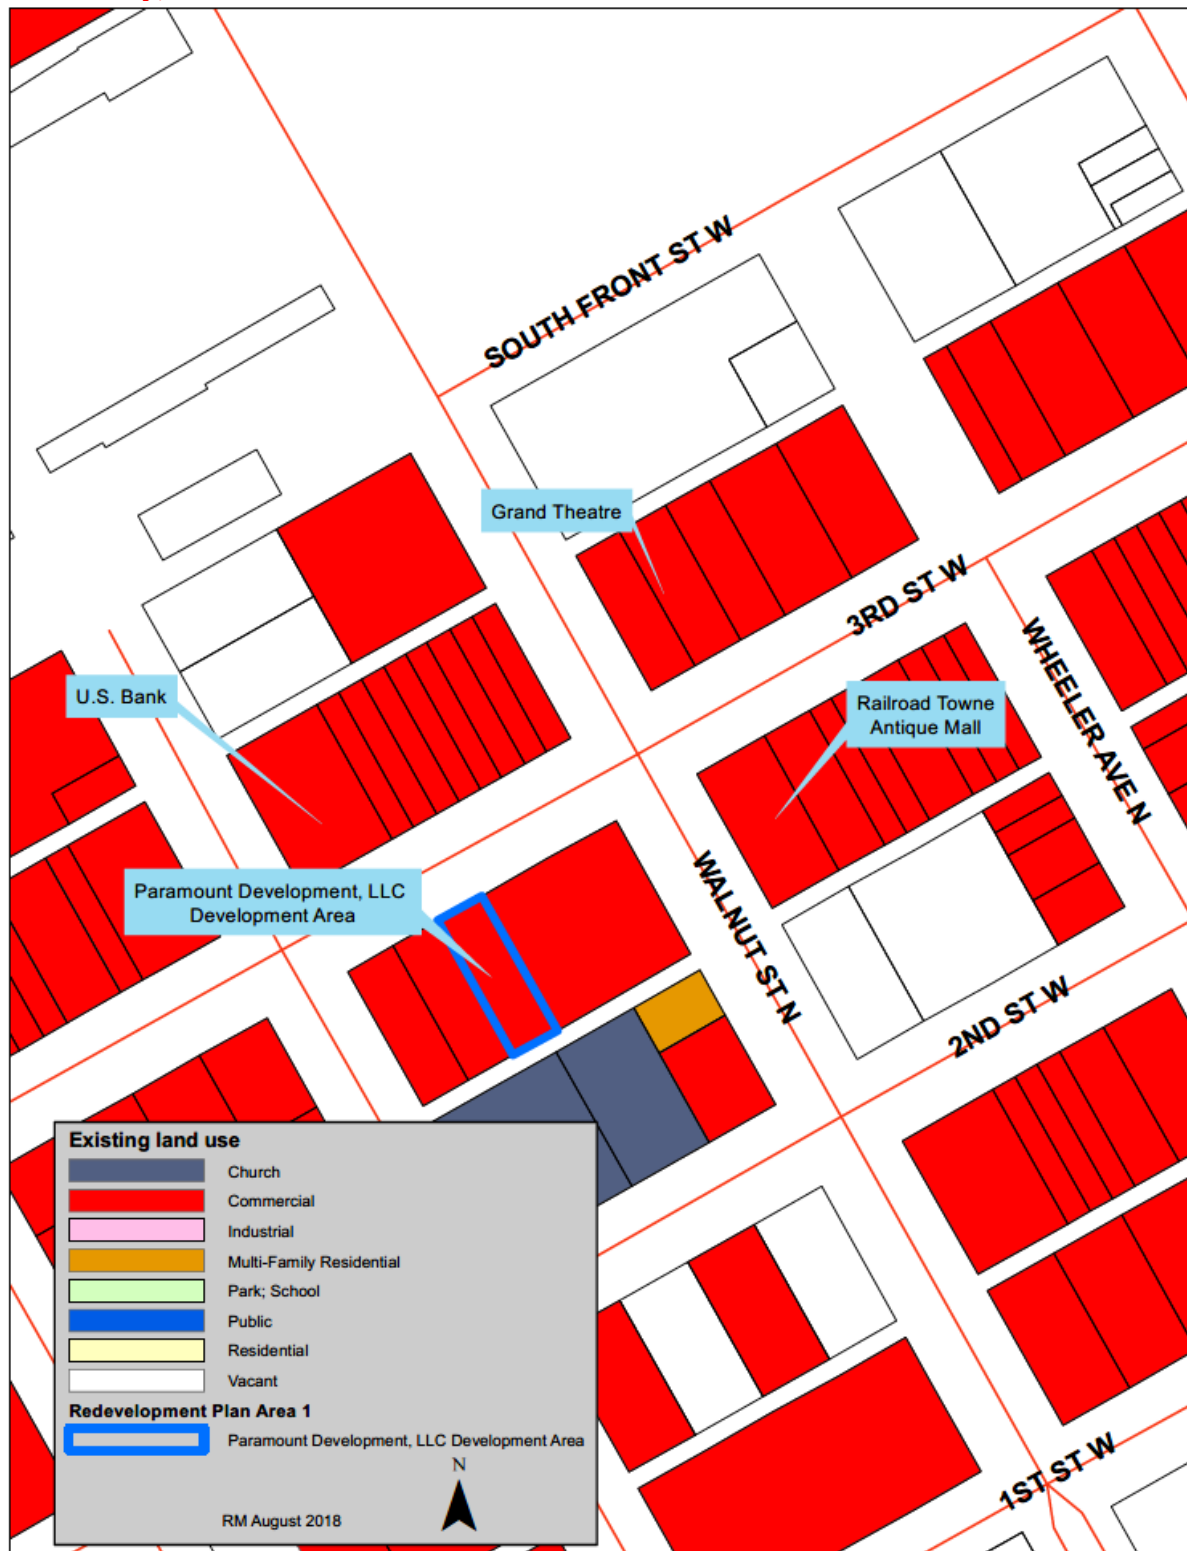 SOUTH FRONT ST W
Grand Theatre
3RD ST W
WHEELER AVE N
U.S. Bank
Railroad Towne
Antique Mall
Paramount Development, LLC
Development Area
WALNUT ST N
2ND ST W
Existing land use
Church
Commercial
Industrial
Multi-Family Residential
Park; School
Public
Residential
Vacant
Redevelopment Plan Area 1
Paramount Development, LLC Development Area
N
RM August 2018
1ST ST W